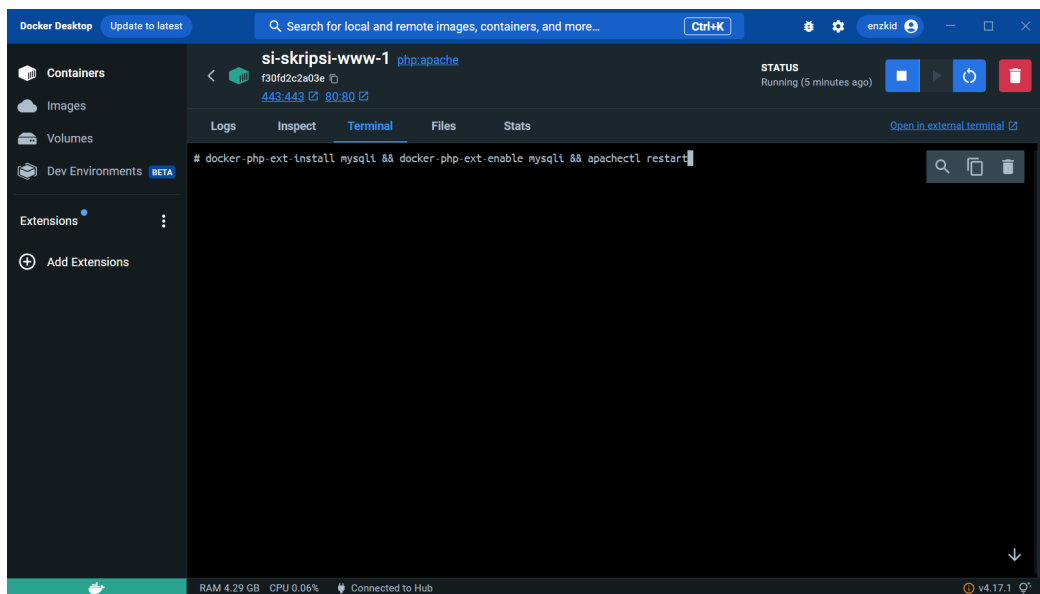 Docker Desktop Update to latest Search for local and remote images, containers, and more... Ctrl+K enzkid
Containers
Images
Volumes
Dev Environments BETA
Extensions
Add Extensions
si-skripsi-www-1 php:apache
f30fd2c2a03e
443:443 80:80
STATUS
Running (5 minutes ago)
Logs Inspect Terminal Files Stats Open in external terminal
# docker-php-ext-install mysqli && docker-php-ext-enable mysqli && apachectl restart
RAM 4.29 GB CPU 0.06% Connected to Hub v4.17.1